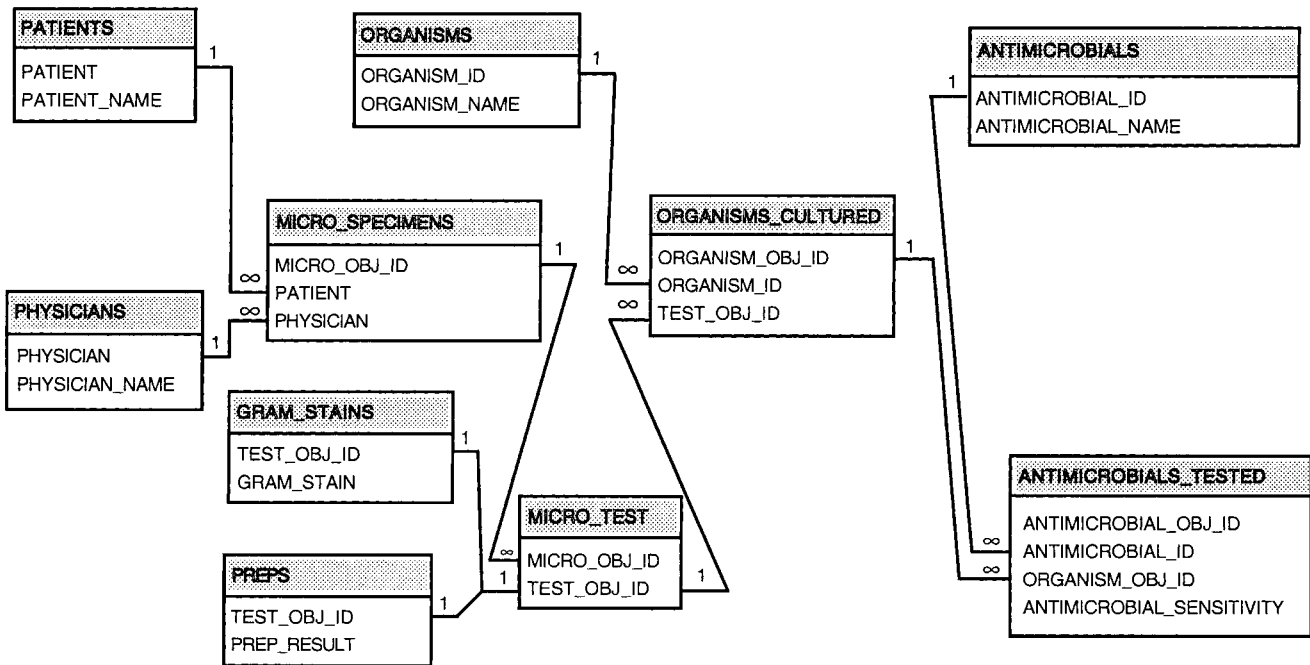 PATIENTS
PATIENT
PATIENT_NAME
1
ORGANISMS
ORGANISM_ID
ORGANISM_NAME
1
ANTIMICROBIALS
ANTIMICROBIAL_ID
ANTIMICROBIAL_NAME
1
MICRO_SPECIMENS
MICRO_OBJ_ID
PATIENT
PHYSICIAN
1
∞
∞
ORGANISMS_CULTURED
ORGANISM_OBJ_ID
ORGANISM_ID
TEST_OBJ_ID
1
∞
∞
PHYSICIANS
PHYSICIAN
PHYSICIAN_NAME
1
GRAM_STAINS
TEST_OBJ_ID
GRAM_STAIN
1
MICRO_TEST
MICRO_OBJ_ID
TEST_OBJ_ID
∞
1
1
ANTIMICROBIALS_TESTED
ANTIMICROBIAL_OBJ_ID
ANTIMICROBIAL_ID
ORGANISM_OBJ_ID
ANTIMICROBIAL_SENSITIVITY
∞
∞
PREPS
TEST_OBJ_ID
PREP_RESULT
1